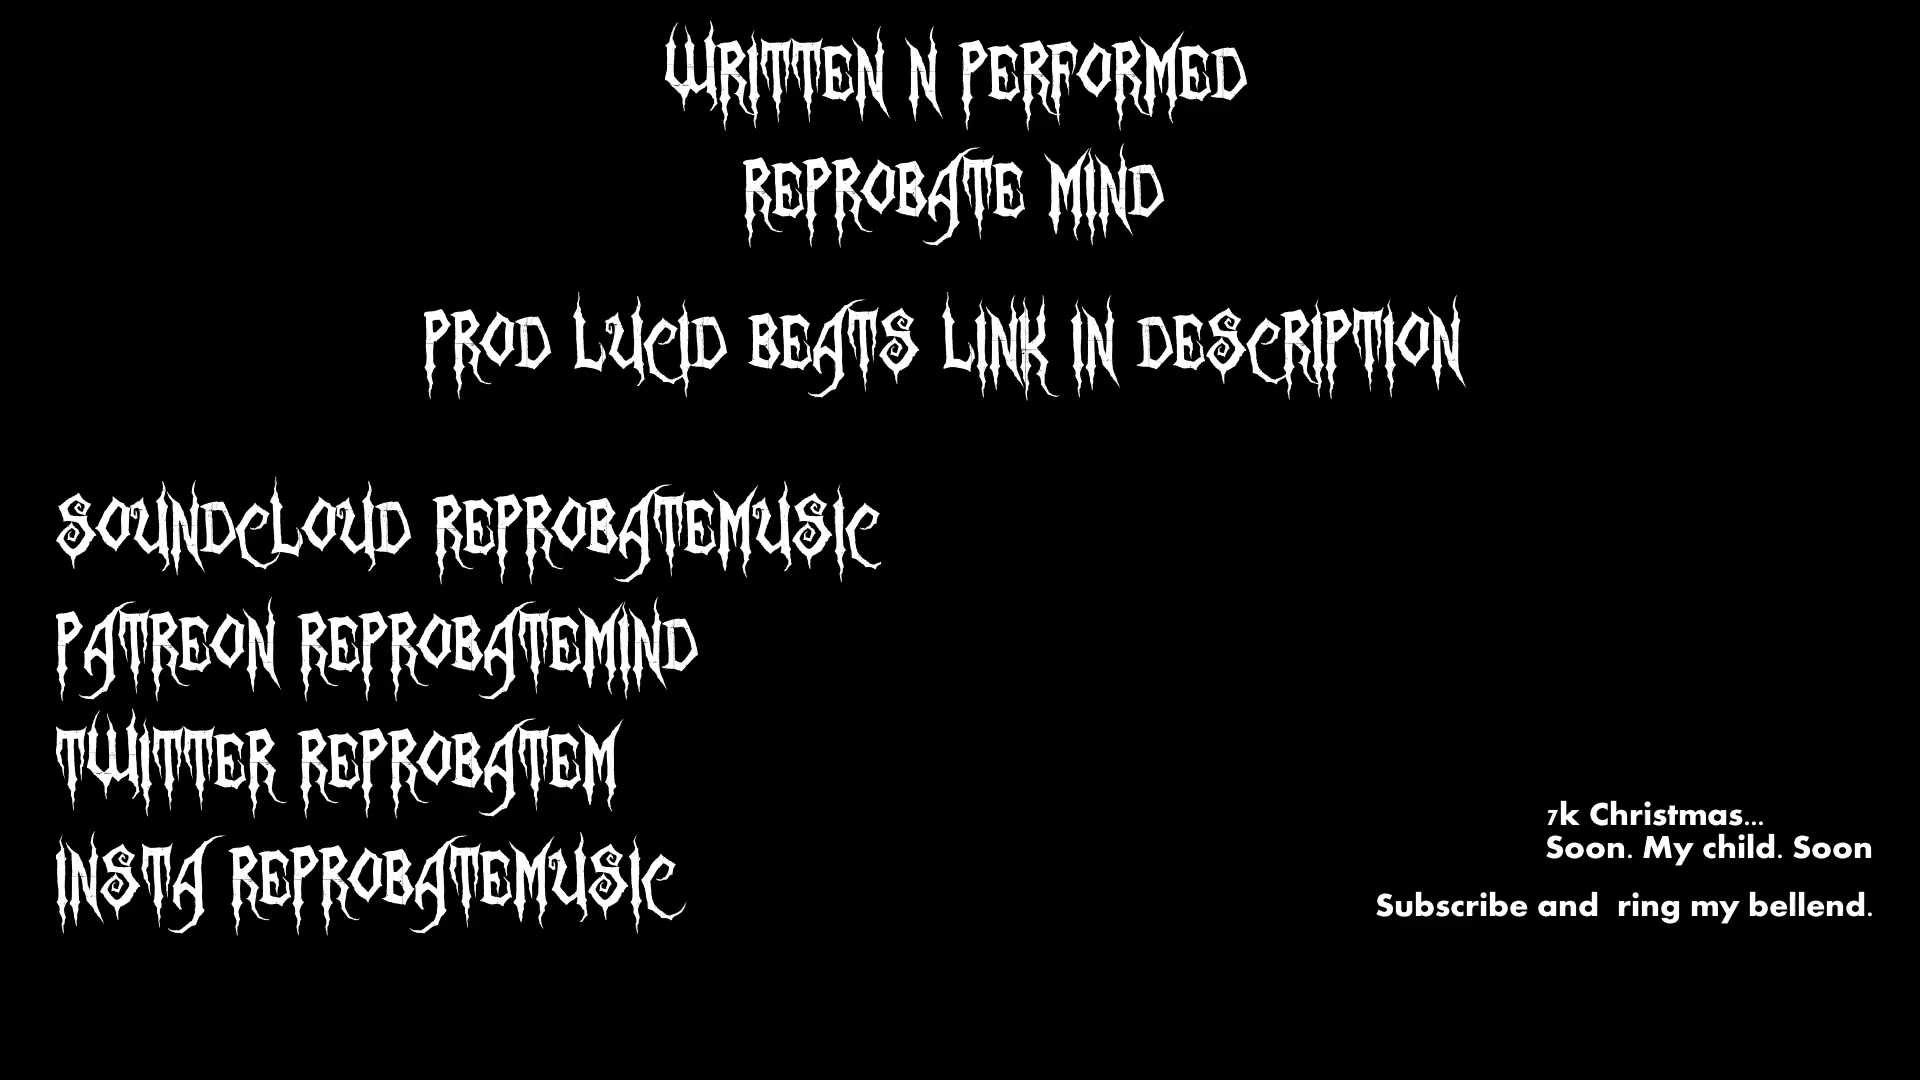 WRITTEN N PERFORMED
REPROBATE MIND
PROD LUCID BEATS LINK IN DESCRIPTION
SOUNDCLOUD REPROBATEMUSIC
PATREON REPROBATEMIND
TWITTER REPROBATEM
INSTA REPROBATEMUSIC
7k Christmas...
Soon. My child. Soon
Subscribe and ring my bellend.